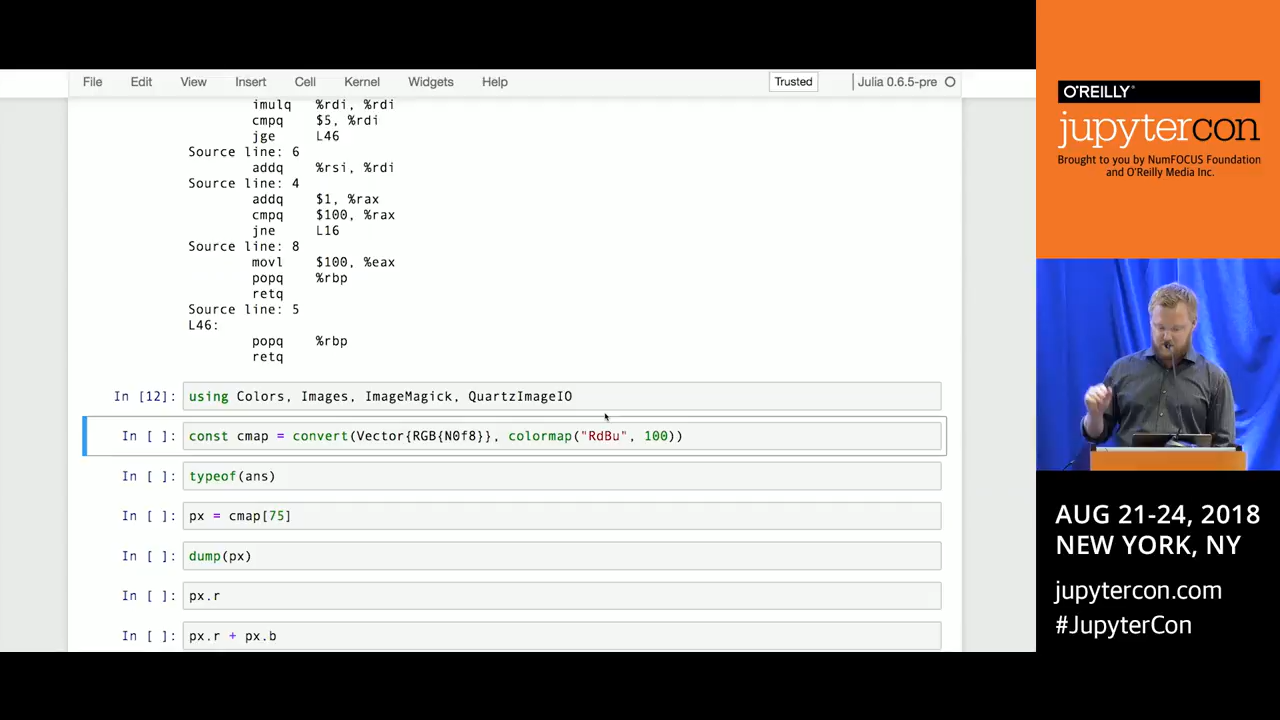 File Edit View Insert Cell Kernel Widgets Help Trusted Julia 0.6.5-pre
imulq %rdi, %rdi
cmpq $5, %rdi
jge L46
Source line: 6
addq %rsi, %rdi
Source line: 4
addq $1, %rax
cmpq $100, %rax
jne L16
Source line: 8
movl $100, %eax
popq %rbp
retq
Source line: 5
L46:
popq %rbp
retq
In [12]: using Colors, Images, ImageMagick, QuartzImageIO
In [ ]: const cmap = convert(Vector{RGB{N0f8}}, colormap("RdBu", 100))
In [ ]: typeof(ans)
In [ ]: px = cmap[75]
In [ ]: dump(px)
In [ ]: px.r
In [ ]: px.r + px.b
O'REILLY®
jupytercon
Brought to you by NumFOCUS Foundation
and O'Reilly Media Inc.
AUG 21-24, 2018
NEW YORK, NY
jupytercon.com
#JupyterCon